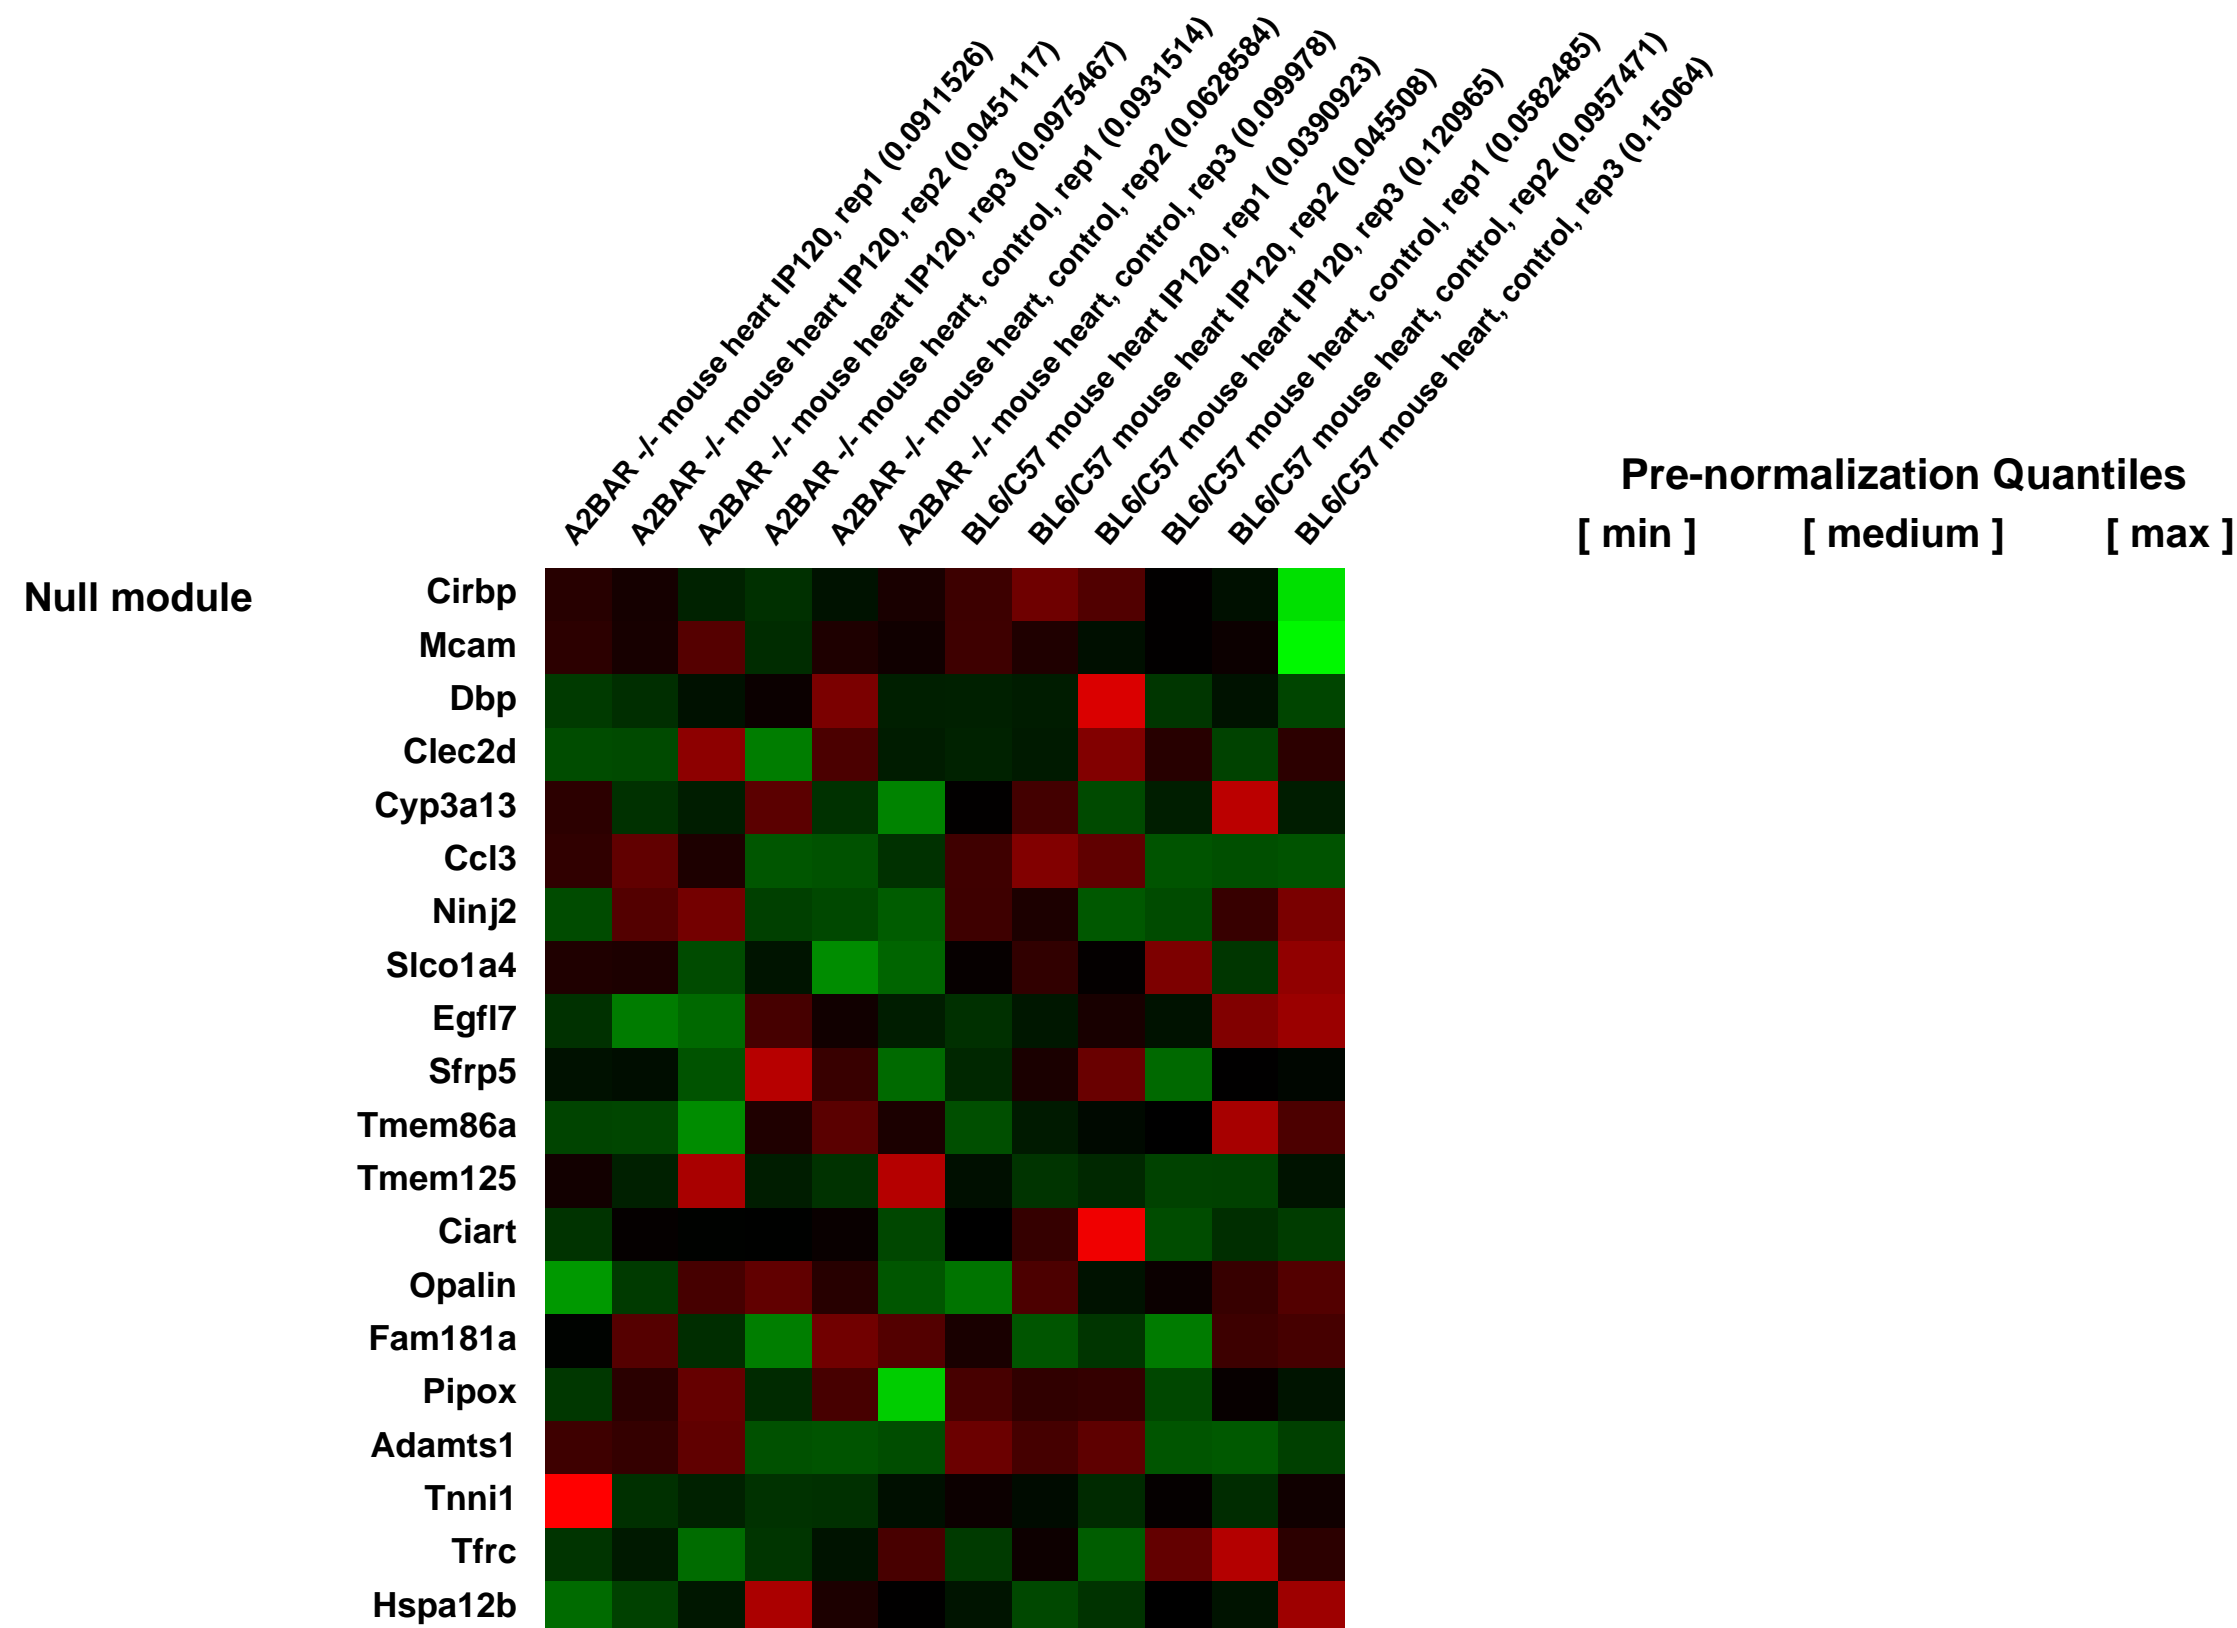 A2BAR -/- mouse heart IP120, rep1 (0.0911526)
A2BAR -/- mouse heart IP120, rep2 (0.0451117)
A2BAR -/- mouse heart IP120, rep3 (0.0975467)
A2BAR -/- mouse heart, control, rep1 (0.0931514)
A2BAR -/- mouse heart, control, rep2 (0.0628584)
A2BAR -/- mouse heart, control, rep3 (0.099978)
BL6/C57 mouse heart IP120, rep1 (0.0390923)
BL6/C57 mouse heart IP120, rep2 (0.045508)
BL6/C57 mouse heart IP120, rep3 (0.120965)
BL6/C57 mouse heart, control, rep1 (0.0582485)
BL6/C57 mouse heart, control, rep2 (0.0957471)
BL6/C57 mouse heart, control, rep3 (0.15064)
Pre-normalization Quantiles
[ min ] [ medium ] [ max ]
Null module
Cirbp
Mcam
Dbp
Clec2d
Cyp3a13
Ccl3
Ninj2
Slco1a4
Egfl7
Sfrp5
Tmem86a
Tmem125
Ciart
Opalin
Fam181a
Pipox
Adamts1
Tnni1
Tfrc
Hspa12b